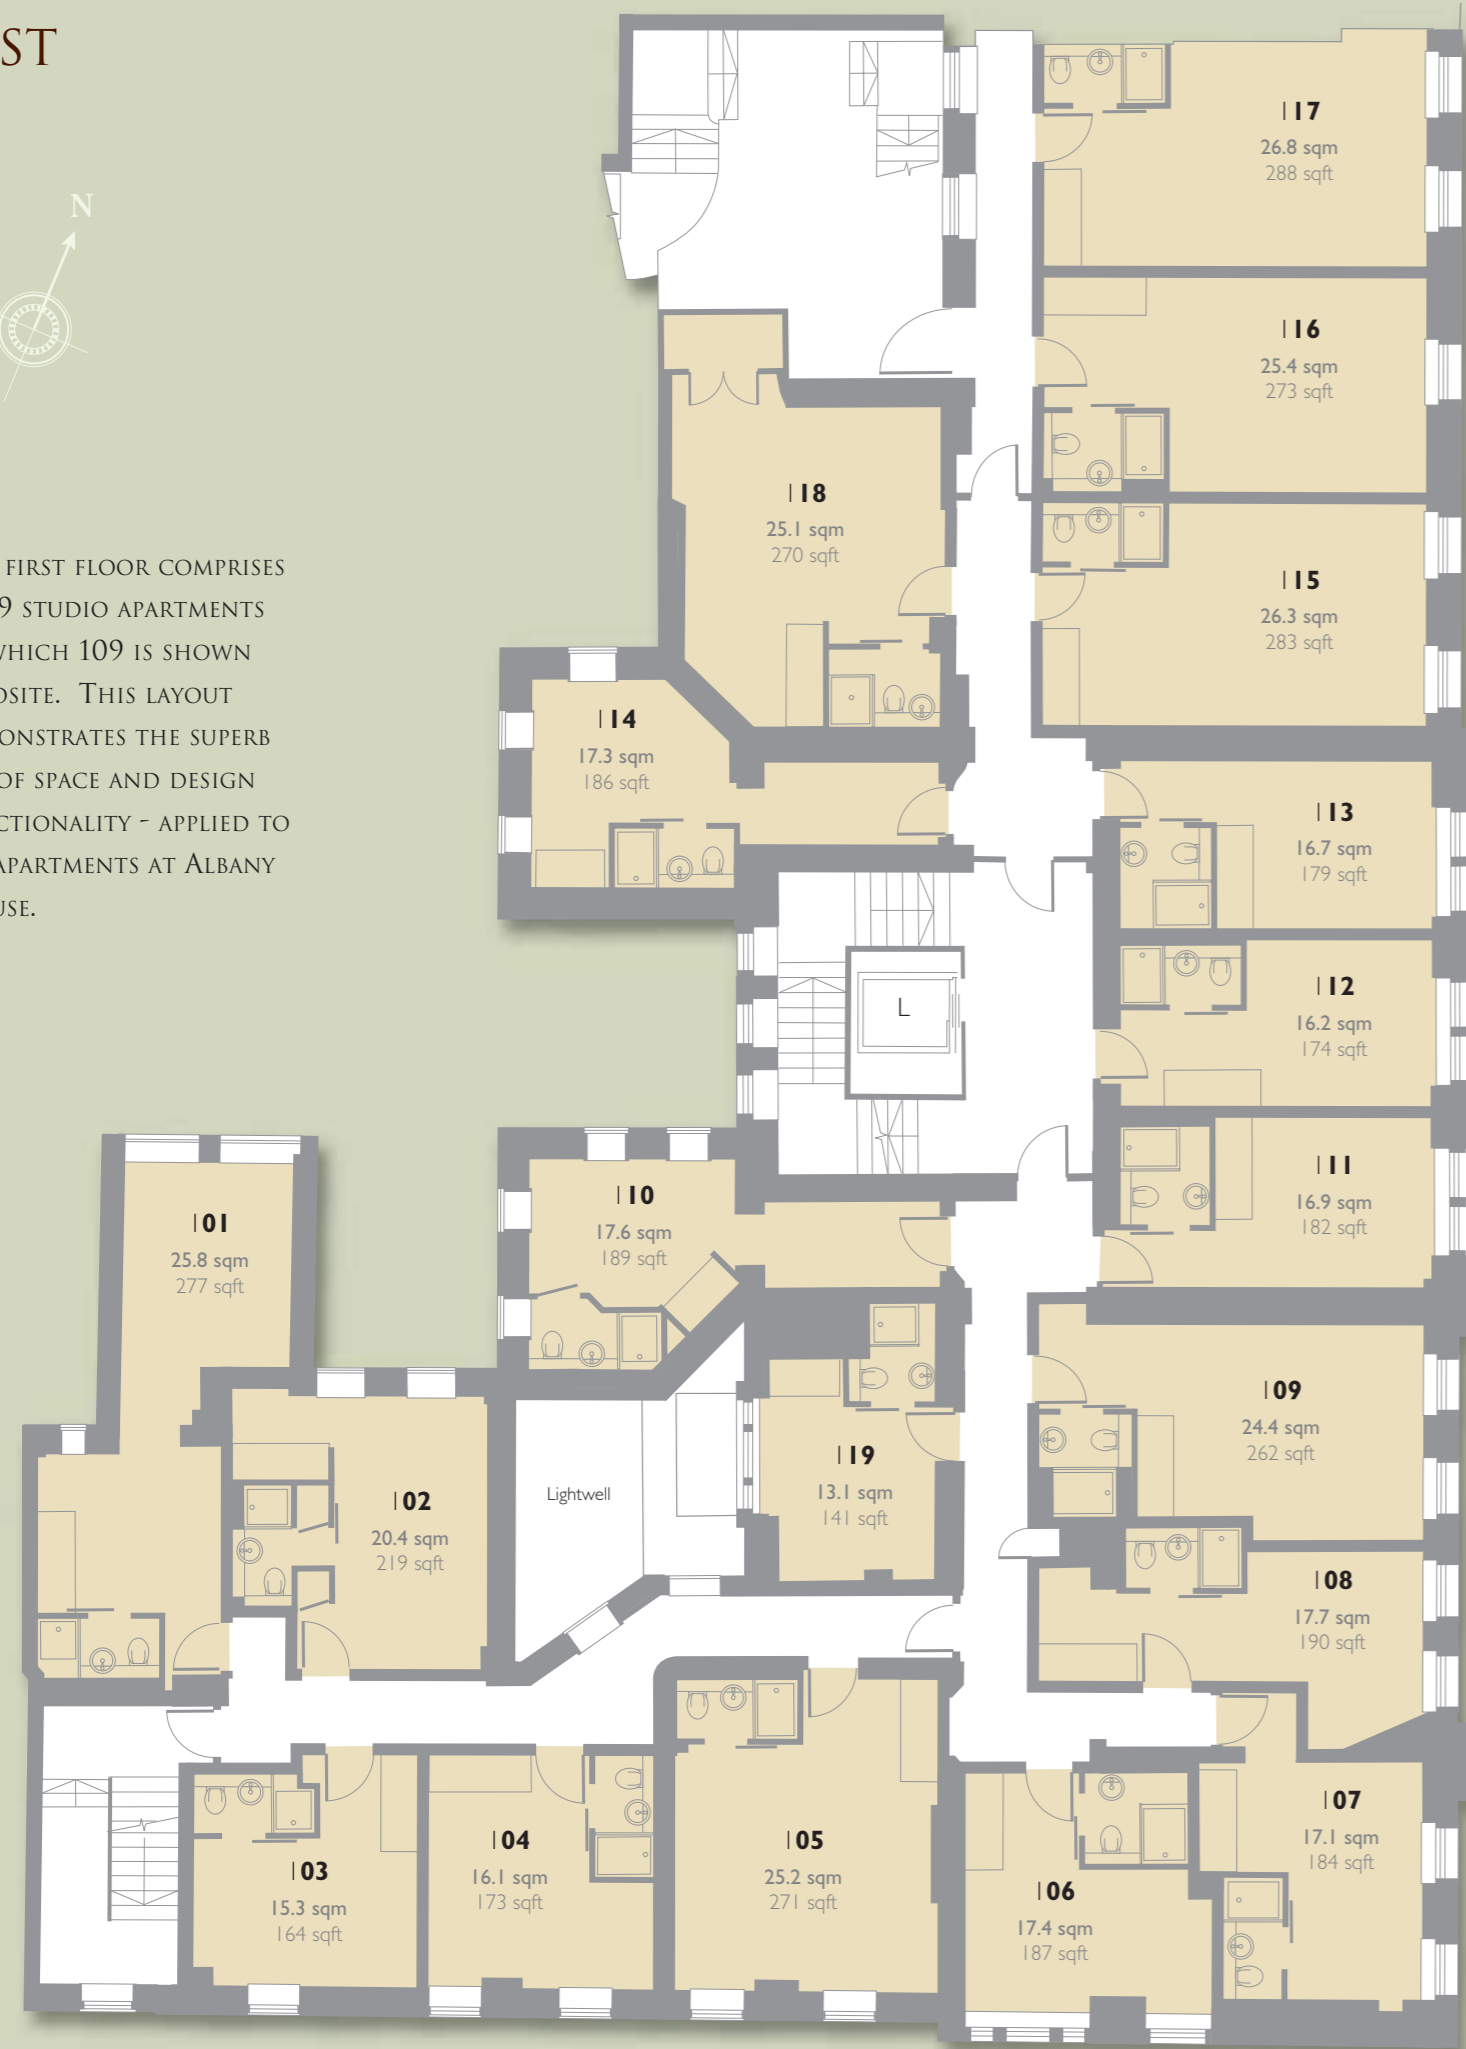 ST
N
FIRST FLOOR COMPRISES
9 STUDIO APARTMENTS
WHICH 109 IS SHOWN
OSITE. THIS LAYOUT
ONSTRATES THE SUPERB
OF SPACE AND DESIGN
CTIONALITY - APPLIED TO
APARTMENTS AT ALBANY
USE.
117
26.8 sqm
288 sqft
116
25.4 sqm
273 sqft
118
25.1 sqm
270 sqft
115
26.3 sqm
283 sqft
114
17.3 sqm
186 sqft
113
16.7 sqm
179 sqft
L
112
16.2 sqm
174 sqft
111
16.9 sqm
182 sqft
110
17.6 sqm
189 sqft
101
25.8 sqm
277 sqft
109
24.4 sqm
262 sqft
119
13.1 sqm
141 sqft
Lightwell
102
20.4 sqm
219 sqft
108
17.7 sqm
190 sqft
107
17.1 sqm
184 sqft
103
15.3 sqm
164 sqft
104
16.1 sqm
173 sqft
105
25.2 sqm
271 sqft
106
17.4 sqm
187 sqft